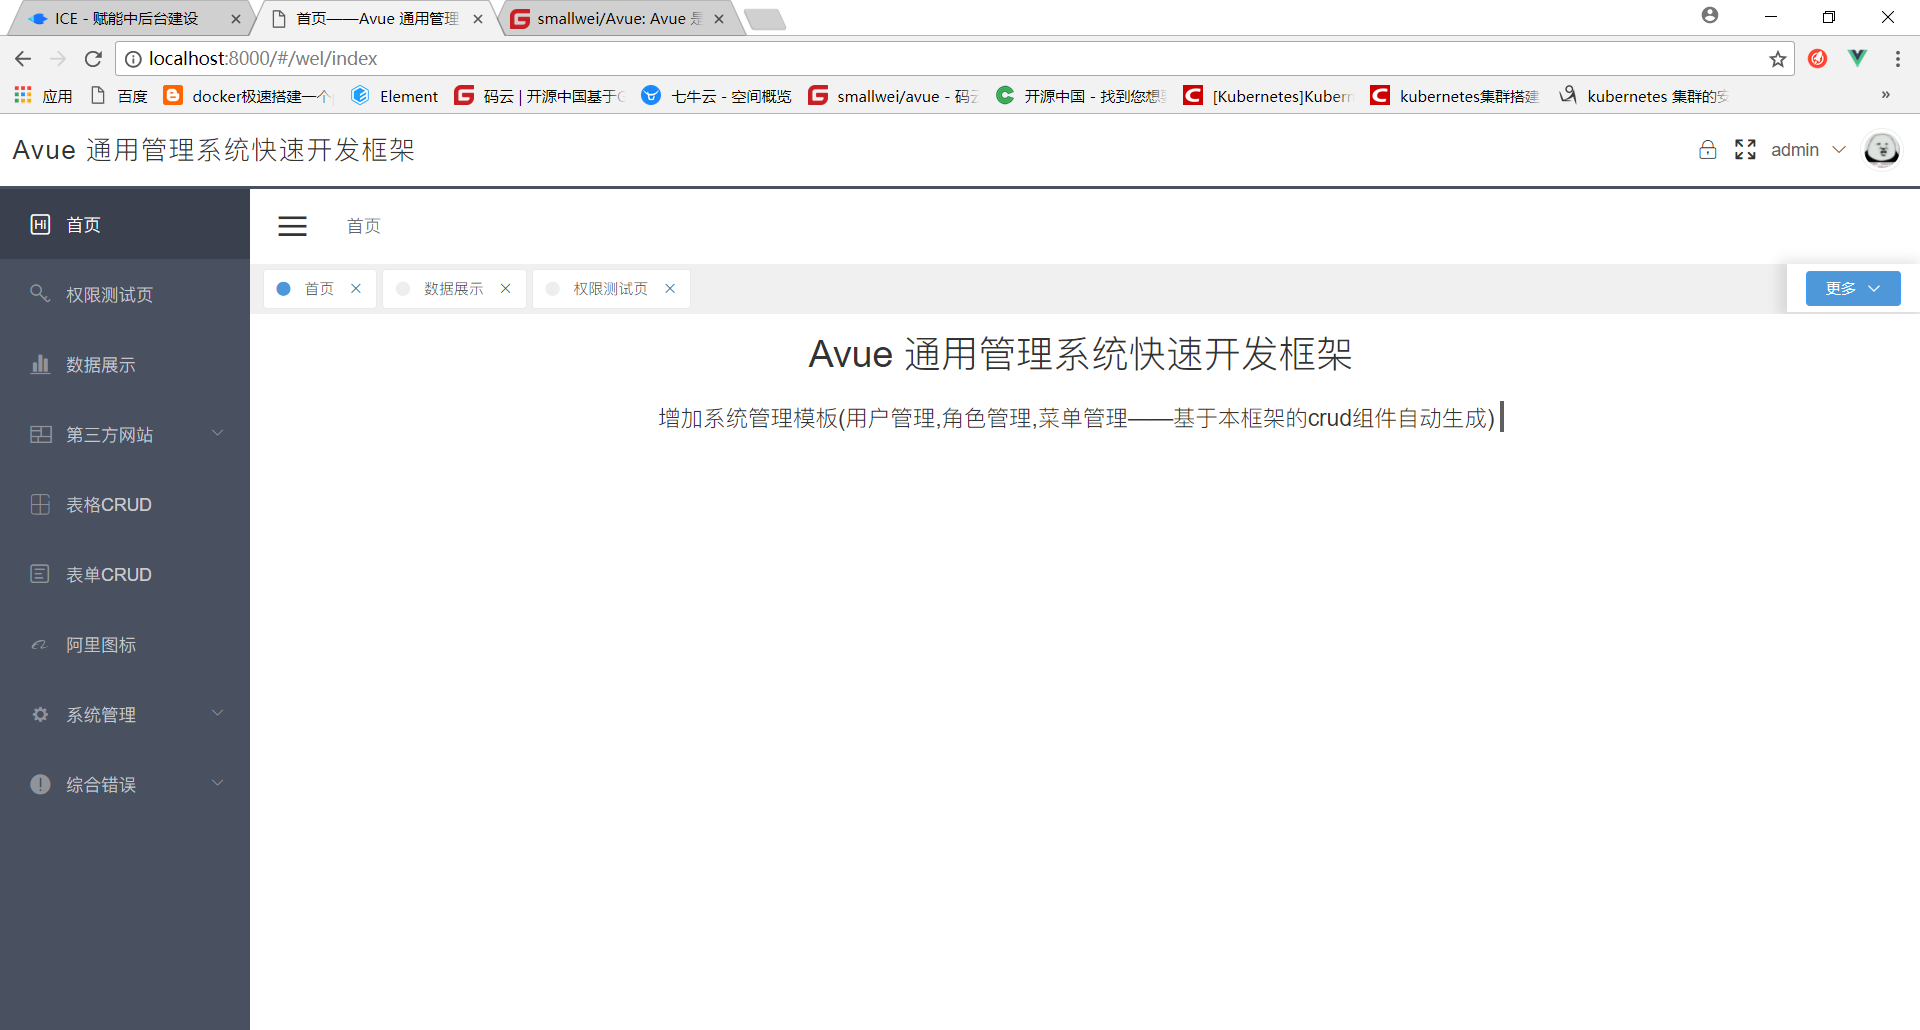 ICE - 赋能中后台建设
首页——Avue 通用管理
smallwei/Avue: Avue 是
localhost:8000/#/wel/index
应用
百度
docker极速搭建一个
Element
码云 | 开源中国基于
七牛云 - 空间概览
smallwei/avue - 码
开源中国 - 找到您想
[Kubernetes]Kubern
kubernetes集群搭建
kubernetes 集群的安
»
Avue 通用管理系统快速开发框架
admin
Hi 首页
权限测试页
数据展示
第三方网站
表格CRUD
表单CRUD
阿里图标
系统管理
综合错误
首页
首页
数据展示
权限测试页
更多
Avue 通用管理系统快速开发框架
增加系统管理模板(用户管理,角色管理,菜单管理——基于本框架的crud组件自动生成)